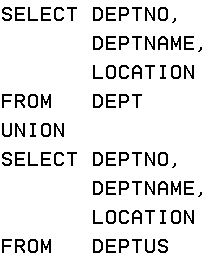 SELECT DEPTNO,
       DEPTNAME,
       LOCATION
FROM   DEPT
UNION
SELECT DEPTNO,
       DEPTNAME,
       LOCATION
FROM   DEPTUS